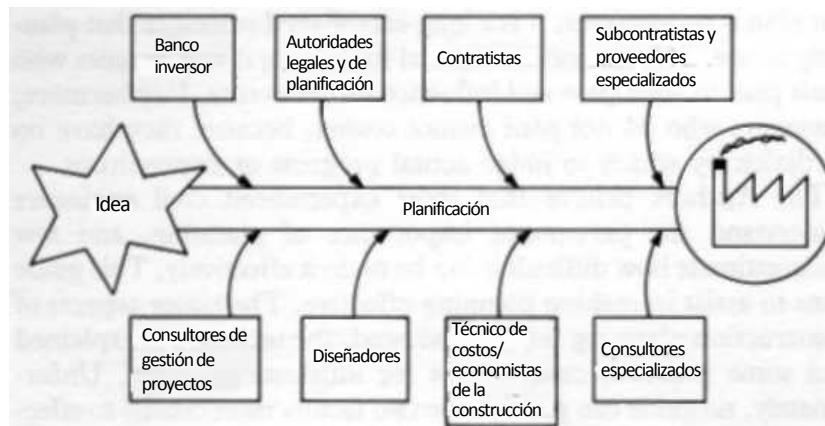 Banco
inversor
Autoridades
legales y de
planificación
Contratistas
Subcontratistas y
proveedores
especializados
Idea
Planificación
Consultores de
gestión de
proyectos
Diseñadores
Técnico de
costos/
economistas
de la
construcción
Consultores
especializados